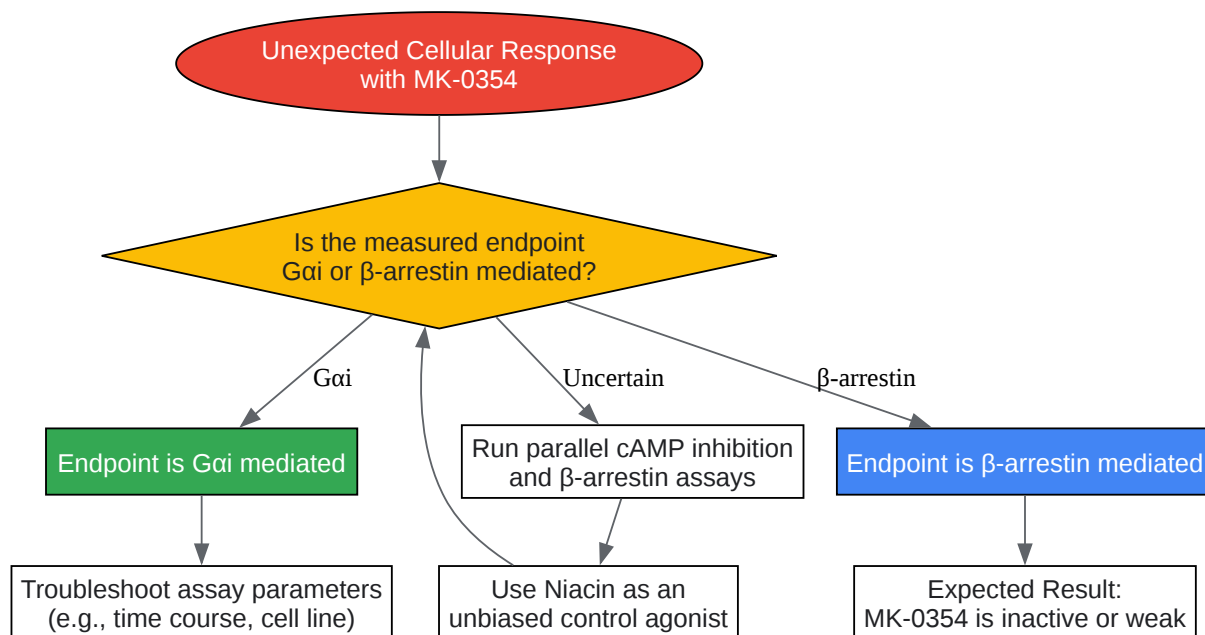 Unexpected Cellular Response
with MK-0354
Is the measured endpoint
Gαi or β-arrestin mediated?
Gαi
Uncertain
β-arrestin
Endpoint is Gαi mediated
Run parallel cAMP inhibition
and β-arrestin assays
Endpoint is β-arrestin mediated
Troubleshoot assay parameters
(e.g., time course, cell line)
Use Niacin as an
unbiased control agonist
Expected Result:
MK-0354 is inactive or weak